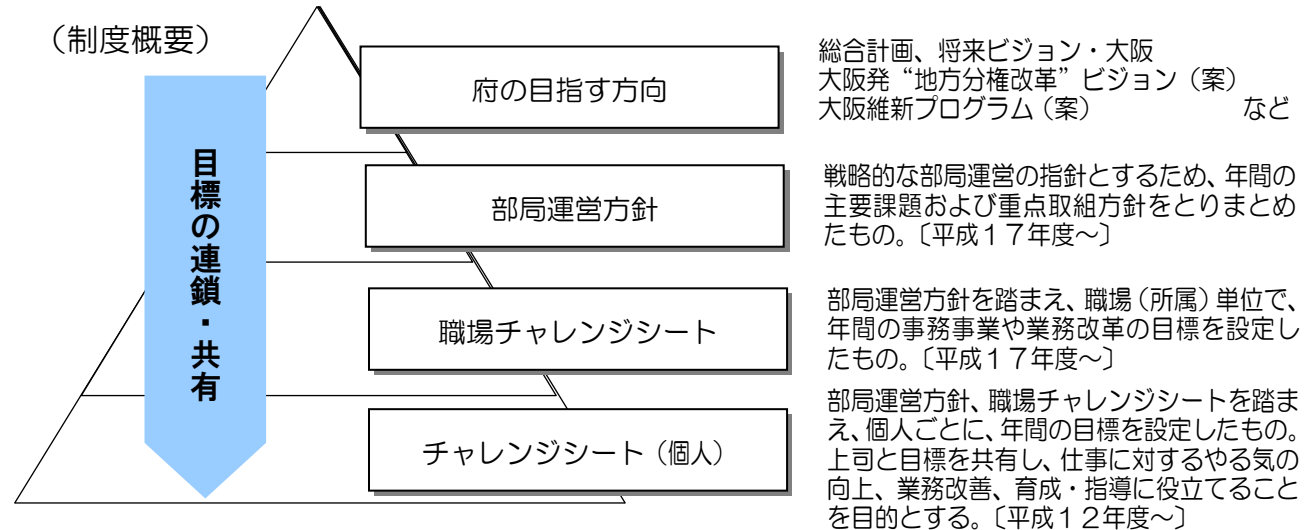 （制度概要）
目標の連鎖・共有
府の目指す方向
総合計画、将来ビジョン・大阪
大阪発“地方分権改革”ビジョン（案）
大阪維新プログラム（案）　　　　　など
部局運営方針
戦略的な部局運営の指針とするため、年間の
主要課題および重点取組方針をとりまとめ
たもの。〔平成１７年度～〕
職場チャレンジシート
部局運営方針を踏まえ、職場（所属）単位で、
年間の事務事業や業務改革の目標を設定し
たもの。〔平成１７年度～〕
チャレンジシート（個人）
部局運営方針、職場チャレンジシートを踏ま
え、個人ごとに、年間の目標を設定したもの。
上司と目標を共有し、仕事に対するやる気の
向上、業務改善、育成・指導に役立てること
を目的とする。〔平成１２年度～〕